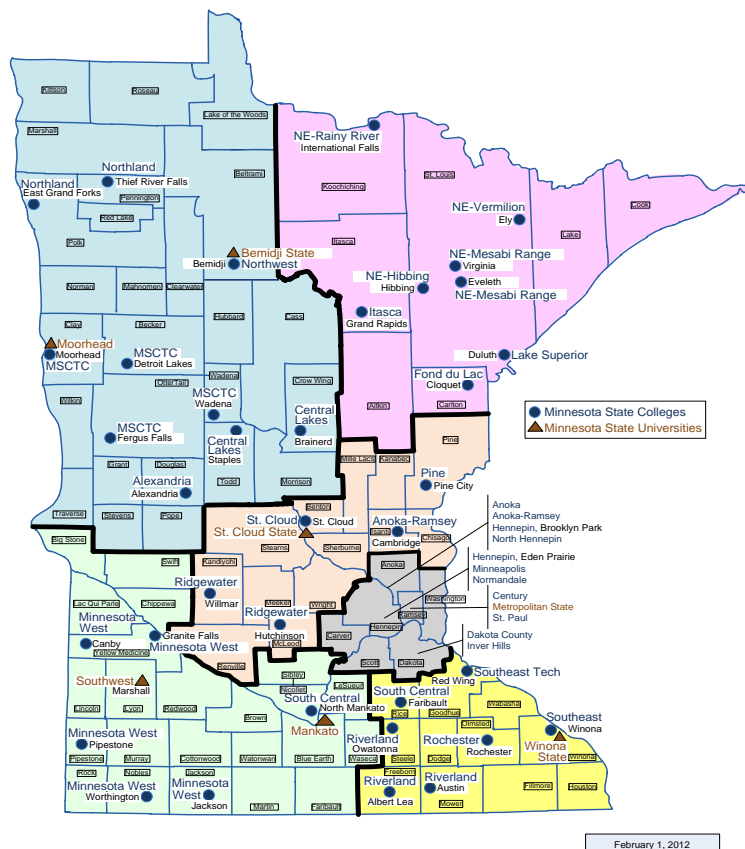 Kittson
Roseau
Lake of the Woods
Marshall
NE-Rainy River
International Falls
Northland
Thief River Falls
Beltrami
St. Louis
Northland
East Grand Forks
Pennington
Red Lake
Koochiching
NE-Vermilion
Ely
Cook
Lake
Polk
Itasca
Bemidji State
Bemidji Northwest
NE-Mesabi Range
Virginia
NE-Hibbing
Hibbing
Eveleth
NE-Mesabi Range
Norman
Mahnomen
Clearwater
Hubbard
Cass
Itasca
Grand Rapids
Clay
Becker
Moorhead
Moorhead
MSCTC
MSCTC
Detroit Lakes
Duluth Lake Superior
Fond du Lac
Cloquet
Wadena
OtterTail
Crow Wing
MSCTC
Wadena
Wilkin
Aitkin
Carlton
Minnesota State Colleges
Minnesota State Universities
MSCTC
Fergus Falls
Central
Lakes
Staples
Central
Lakes
Brainerd
Pine
Mille Lacs
Kanabec
Grant
Douglas
Todd
Morrison
Alexandria
Alexandria
Pine
Pine City
Traverse
Stevens
Pope
Benton
St. Cloud
St. Cloud
St. Cloud State
Anoka-Ramsey
Cambridge
Isanti
Chisago
Anoka
Anoka-Ramsey
Hennepin, Brooklyn Park
North Hennepin
Big Stone
Swift
Stearns
Sherburne
Kandiyohi
Anoka
Hennepin, Eden Prairie
Minneapolis
Normandale
Ridgewater
Willmar
Lac Qui Parle
Chippewa
Meeker
Wright
Washington
Century
Metropolitan State
St. Paul
Ramsey
Hennepin
Minnesota
West
Canby
Granite Falls
Minnesota West
Yellow Medicine
Ridgewater
Hutchinson
McLeod
Carver
Dakota County
Inver Hills
Renville
Scott
Dakota
Southwest
Marshall
Sibley
Nicollet
LeSueur
Red Wing
Southeast Tech
Lincoln
Lyon
Redwood
Brown
South Central
North Mankato
Mankato
South Central
Faribault
Rice
Goodhue
Wabasha
Olmsted
Minnesota West
Pipestone
Riverland
Owatonna
Rochester
Rochester
Southeast
Winona
Winona
State
Winona
Pipestone
Murray
Cottonwood
Watonwan
Blue Earth
Waseca
Steele
Dodge
Rock
Nobles
Jackson
Freeborn
Minnesota West
Worthington
Minnesota
West
Jackson
Martin
Faribault
Riverland
Albert Lea
Riverland
Austin
Mower
Fillmore
Houston
February 1, 2012